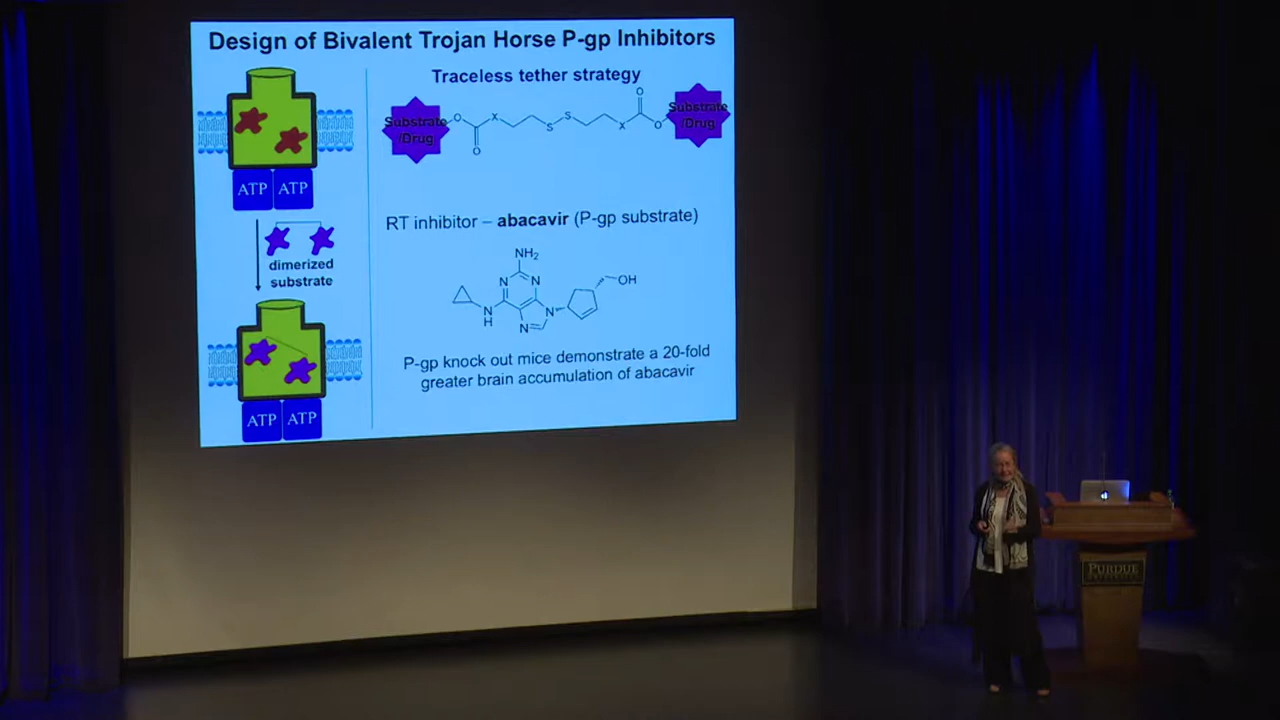 Design of Bivalent Trojan Horse P-gp Inhibitors
ATP ATP
dimerized
substrate
ATP ATP
Traceless tether strategy
Substrate
/Drug
O
O
X
S
S
X
O
O
Substrate
/Drug
RT inhibitor – abacavir (P-gp substrate)
NH2
N
N
N
H
N
N
OH
P-gp knock out mice demonstrate a 20-fold
greater brain accumulation of abacavir
PURDUE